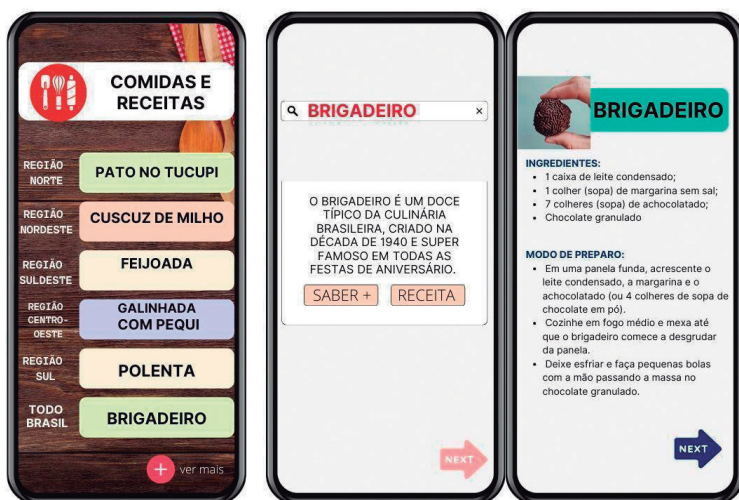 COMIDAS E
RECEITAS
REGIÃO
NORTE
PATO NO TUCUPI
REGIÃO
NORDESTE
CUSCUZ DE MILHO
REGIÃO
SULDESTE
FEIJOADA
REGIÃO
CENTRO-
OESTE
GALINHADA
COM PEQUI
REGIÃO
SUL
POLENTA
TODO
BRASIL
BRIGADEIRO
+ ver mais
BRIGADEIRO ×
O BRIGADEIRO É UM DOCE
TÍPICO DA CULINÁRIA
BRASILEIRA, CRIADO NA
DÉCADA DE 1940 E SUPER
FAMOSO EM TODAS AS
FESTAS DE ANIVERSÁRIO.
SABER + RECEITA
NEXT
BRIGADEIRO
INGREDIENTES:
• 1 caixa de leite condensado;
• 1 colher (sopa) de margarina sem sal;
• 7 colheres (sopa) de achocolatado;
• Chocolate granulado
MODO DE PREPARO:
• Em uma panela funda, acrescente o
leite condensado, a margarina e o
achocolatado (ou 4 colheres de sopa de
chocolate em pó).
• Cozinhe em fogo médio e mexa até
que o brigadeiro comece a desgrudar
da panela.
• Deixe esfriar e faça pequenas bolas
com a mão passando a massa no
chocolate granulado.
NEXT